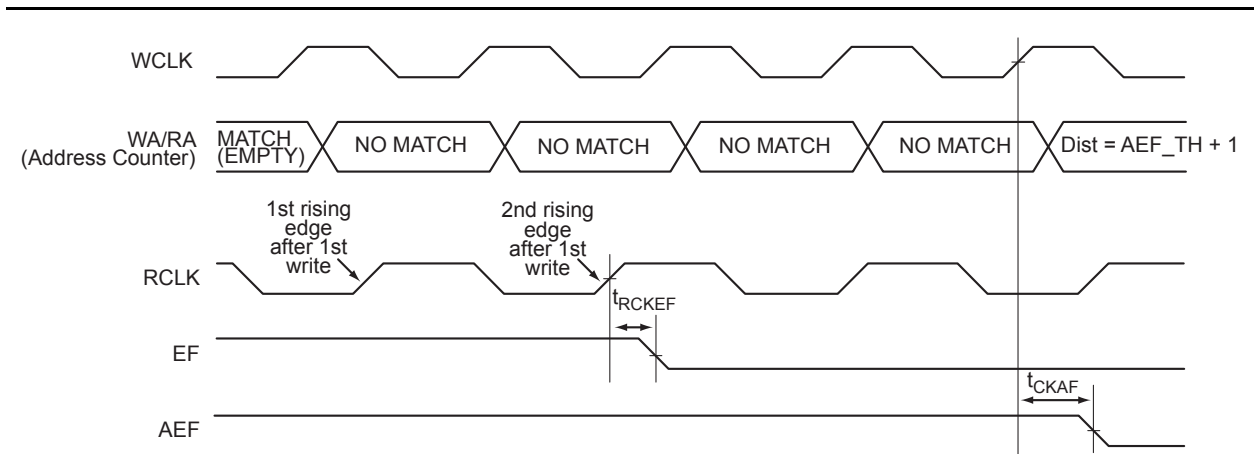 WCLK
WA/RA
(Address Counter)
MATCH
(EMPTY)
NO MATCH
NO MATCH
NO MATCH
NO MATCH
Dist = AEF_TH + 1
1st rising
edge
after 1st
write
2nd rising
edge
after 1st
write
RCLK
tRCKEF
EF
tCKAF
AEF